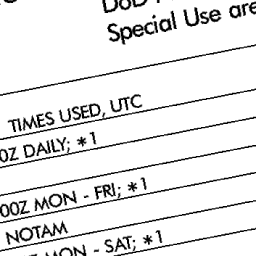 Special Use are
TIMES USED, UTC
0Z DAILY; *1
00Z MON - FRI; *1
NOTAM
MON - SAT; *1